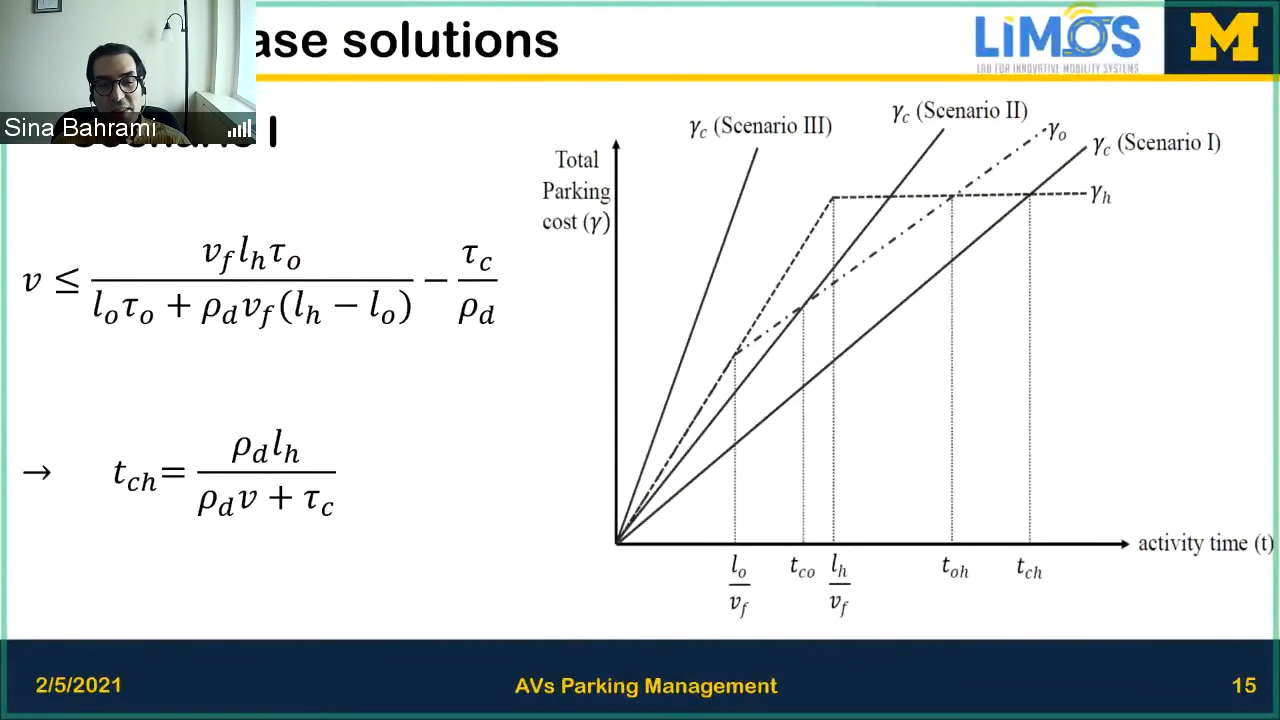 ase solutions
LiMOS
LAB FOR INNOVATIVE MOBILITY SYSTEMS
M
Sina Bahrami
I
v ≤ v_f l_h τ_o / (l_o τ_o + ρ_d v_f (l_h − l_o)) − τ_c / ρ_d
→ t_ch = ρ_d l_h / (ρ_d v + τ_c)
Total
Parking
cost (γ)
γ_c (Scenario III)
γ_c (Scenario II)
γ_o
γ_c (Scenario I)
γ_h
activity time (t)
l_o / v_f
t_co
l_h / v_f
t_oh
t_ch
2/5/2021
AVs Parking Management
15